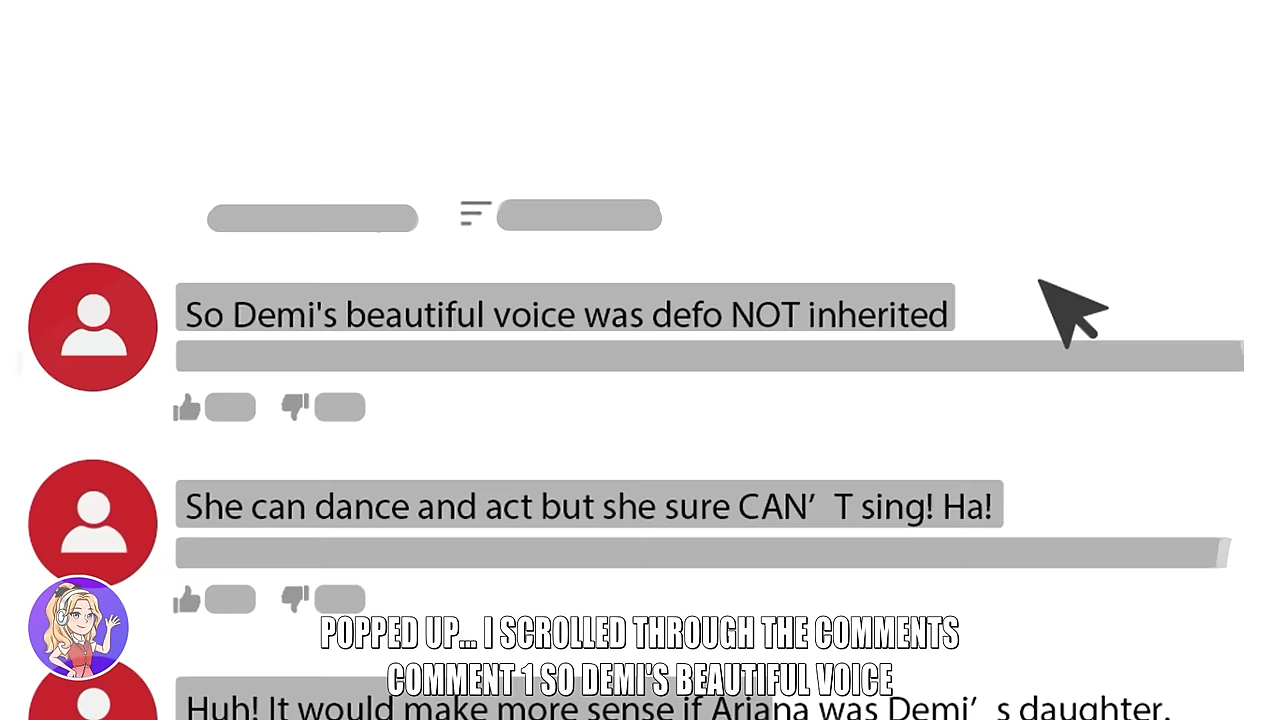 So Demi's beautiful voice was defo NOT inherited
She can dance and act but she sure CAN’T sing! Ha!
POPPED UP... I SCROLLED THROUGH THE COMMENTS
COMMENT 1 SO DEMI'S BEAUTIFUL VOICE
Huh! It would make more sense if Ariana was Demi’s daughter.